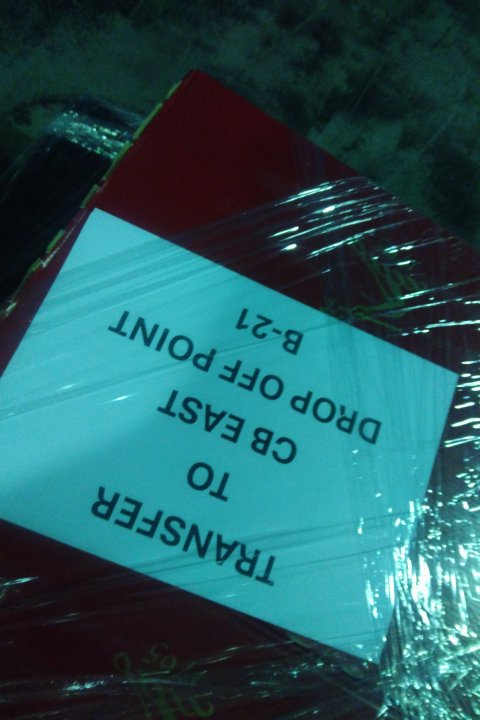 TRANSFER
TO
CB EAST
DROP OFF POINT
B-21